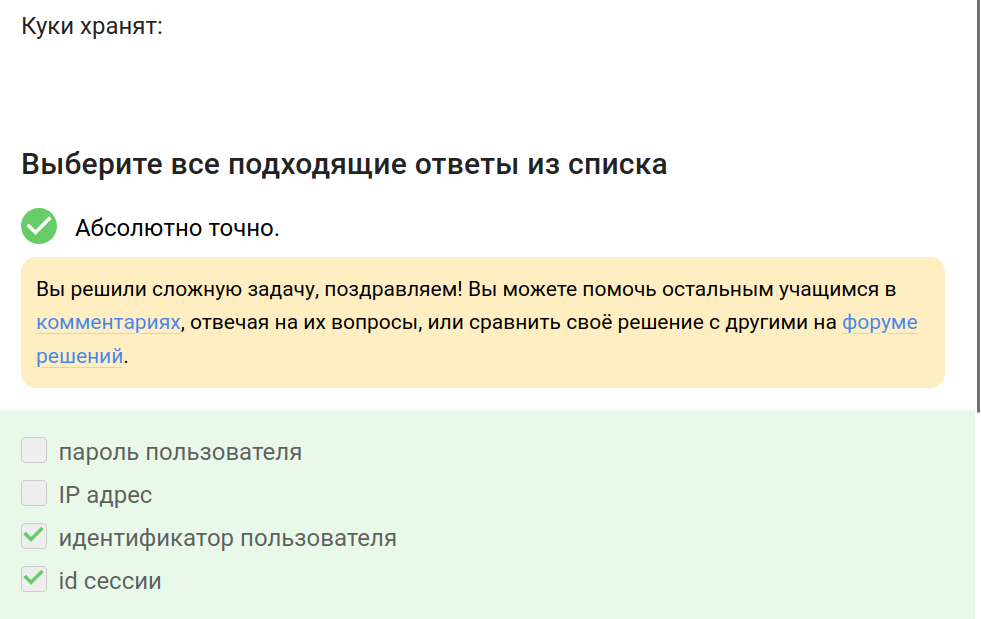 Куки хранят:
Выберите все подходящие ответы из списка
Абсолютно точно.
Вы решили сложную задачу, поздравляем! Вы можете помочь остальным учащимся в
комментариях, отвечая на их вопросы, или сравнить своё решение с другими на форуме
решений.
пароль пользователя
IP адрес
идентификатор пользователя
id сессии